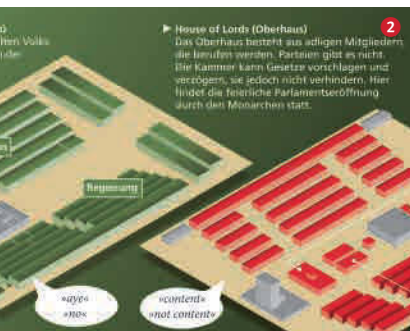 hten Volks
House of Lords (Oberhaus)
2
Das Oberhaus besteht aus adligen Mitgliedern
die berufen werden. Parteien gibt es nicht.
Die Kammer kann Gesetze vorschlagen und
verzögern, sie jedoch nicht verhindern. Hier
findet die feierliche Parlamentseröffnung
durch den Monarchen statt.
Regierung
»aye«
»no«
»content«
»not content«